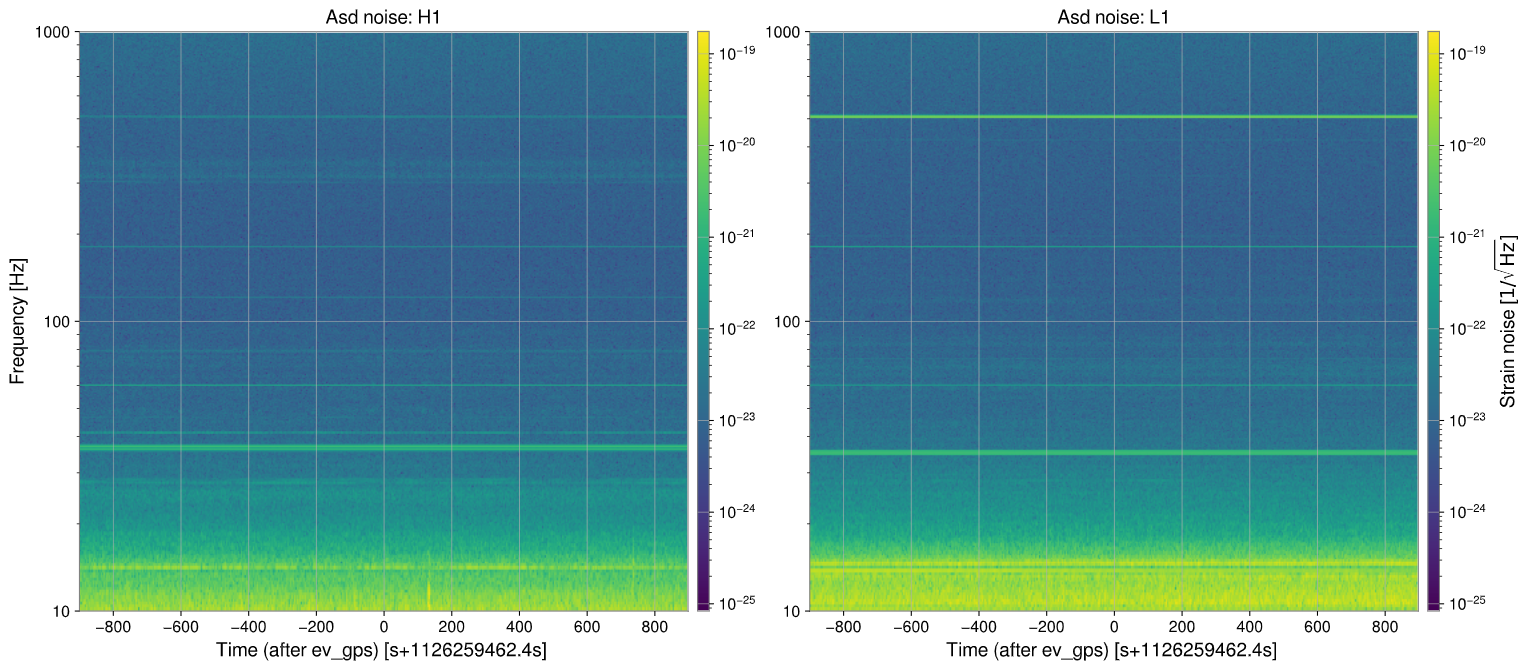 Asd noise: H1
1000
100
10
Frequency [Hz]
−800 −600 −400 −200 0 200 400 600 800
Time (after ev_gps) [s+1126259462.4s]
10⁻¹⁹
10⁻²⁰
10⁻²¹
10⁻²²
10⁻²³
10⁻²⁴
10⁻²⁵
Asd noise: L1
1000
100
10
−800 −600 −400 −200 0 200 400 600 800
Time (after ev_gps) [s+1126259462.4s]
10⁻¹⁹
10⁻²⁰
10⁻²¹
10⁻²²
10⁻²³
10⁻²⁴
10⁻²⁵
Strain noise [1/√Hz]